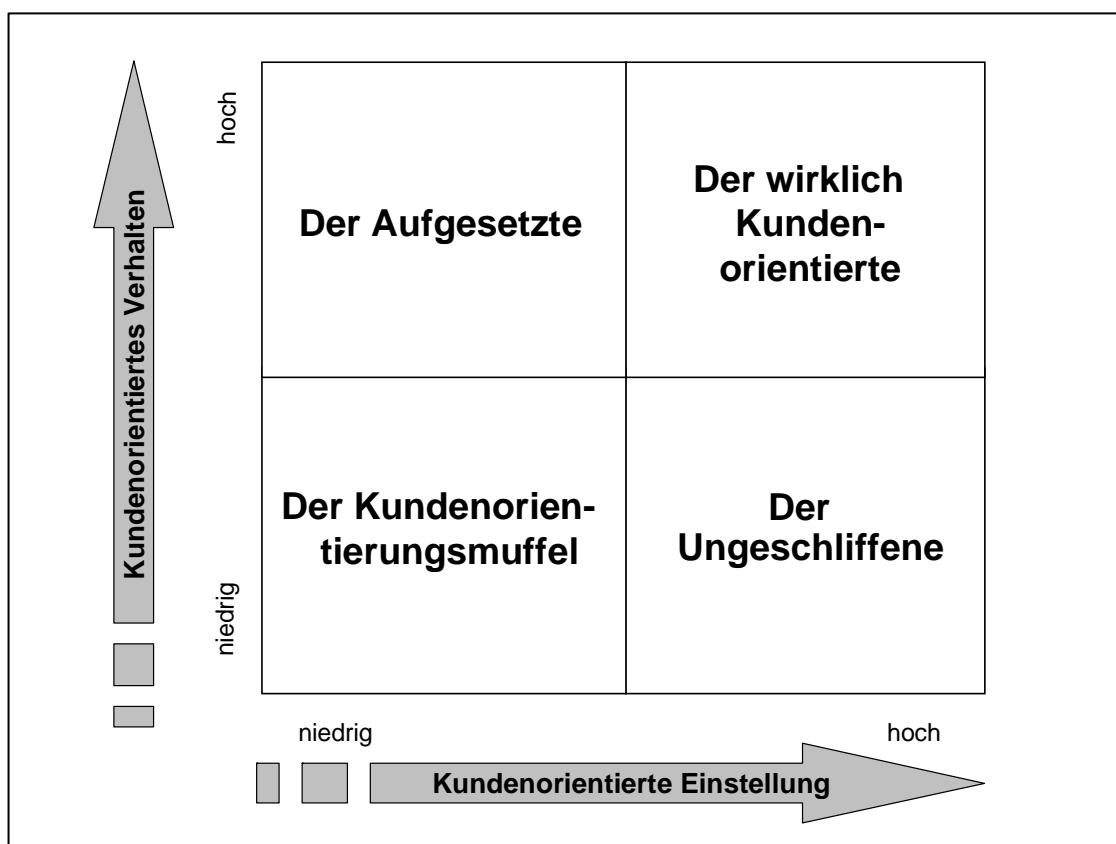 hoch
Kundenorientiertes Verhalten
niedrig
Der Aufgesetzte
Der wirklich
Kunden-
orientierte
Der Kundenorien-
tierungsmuffel
Der
Ungeschliffene
niedrig
hoch
Kundenorientierte Einstellung